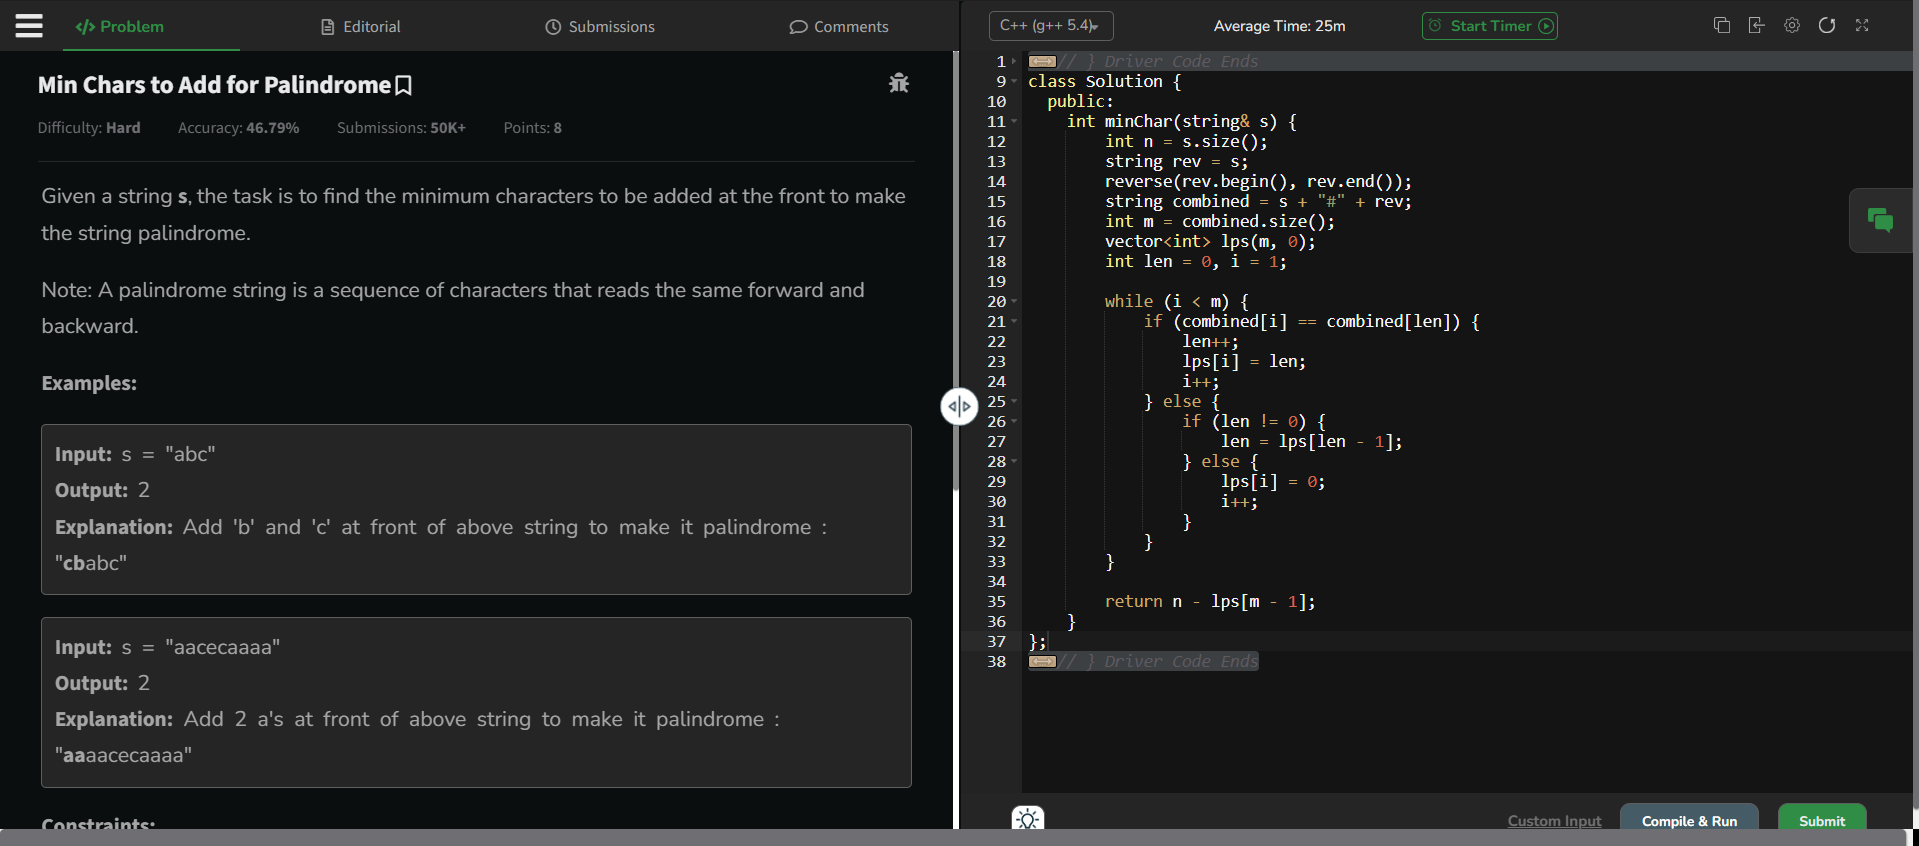 </> Problem
Editorial
Submissions
Comments
Min Chars to Add for Palindrome
Difficulty: Hard Accuracy: 46.79% Submissions: 50K+ Points: 8
Given a string s, the task is to find the minimum characters to be added at the front to make
the string palindrome.
Note: A palindrome string is a sequence of characters that reads the same forward and
backward.
Examples:
Input: s = "abc"
Output: 2
Explanation: Add 'b' and 'c' at front of above string to make it palindrome :
"cbabc"
Input: s = "aacecaaaa"
Output: 2
Explanation: Add 2 a's at front of above string to make it palindrome :
"aaaacecaaaa"
Constraints:
C++ (g++ 5.4)
Average Time: 25m
Start Timer
1 // } Driver Code Ends
9 class Solution {
10 public:
11 int minChar(string& s) {
12 int n = s.size();
13 string rev = s;
14 reverse(rev.begin(), rev.end());
15 string combined = s + "#" + rev;
16 int m = combined.size();
17 vector<int> lps(m, 0);
18 int len = 0, i = 1;
19
20 while (i < m) {
21 if (combined[i] == combined[len]) {
22 len++;
23 lps[i] = len;
24 i++;
25 } else {
26 if (len != 0) {
27 len = lps[len - 1];
28 } else {
29 lps[i] = 0;
30 i++;
31 }
32 }
33 }
34
35 return n - lps[m - 1];
36 }
37 };
38 // } Driver Code Ends
Custom Input
Compile & Run
Submit